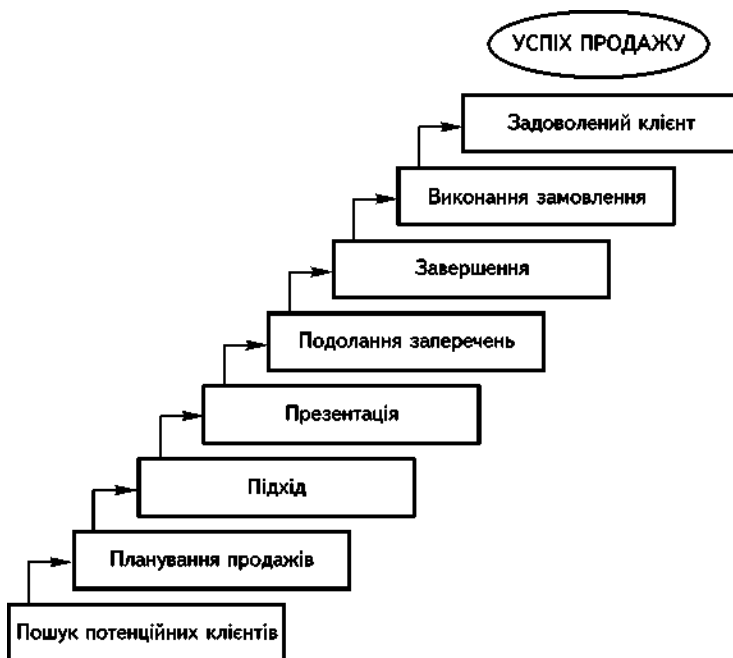 УСПІХ ПРОДАЖУ
Задоволений клієнт
Виконання замовлення
Завершення
Подолання заперечень
Презентація
Підхід
Планування продажів
Пошук потенційних клієнтів